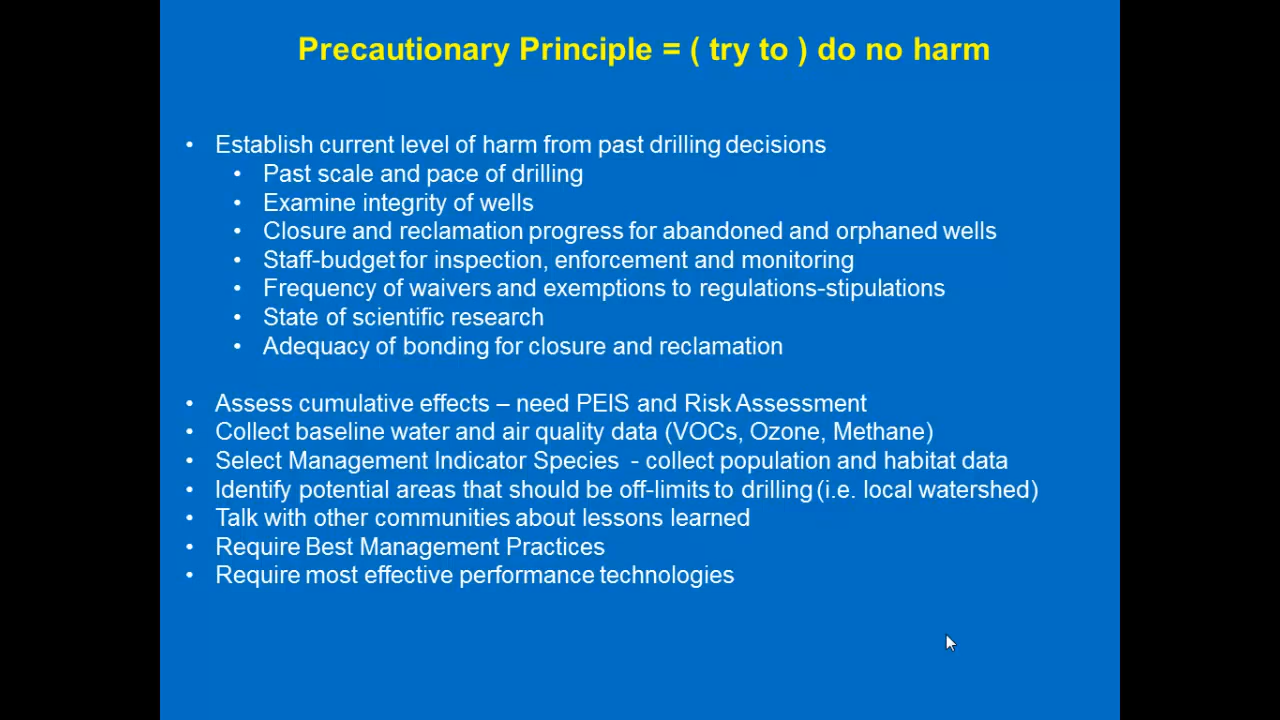 Precautionary Principle = ( try to ) do no harm
• Establish current level of harm from past drilling decisions
• Past scale and pace of drilling
• Examine integrity of wells
• Closure and reclamation progress for abandoned and orphaned wells
• Staff-budget for inspection, enforcement and monitoring
• Frequency of waivers and exemptions to regulations-stipulations
• State of scientific research
• Adequacy of bonding for closure and reclamation
• Assess cumulative effects – need PEIS and Risk Assessment
• Collect baseline water and air quality data (VOCs, Ozone, Methane)
• Select Management Indicator Species - collect population and habitat data
• Identify potential areas that should be off-limits to drilling (i.e. local watershed)
• Talk with other communities about lessons learned
• Require Best Management Practices
• Require most effective performance technologies